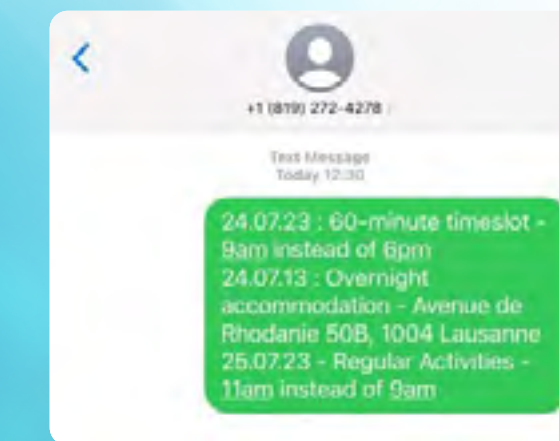 +1 (819) 272-4278
Text Message
Today 12:30
24.07.23 : 60-minute timeslot -
9am instead of 6pm
24.07.13 : Overnight
accommodation - Avenue de
Rhodanie 50B, 1004 Lausanne
25.07.23 - Regular Activities -
11am instead of 9am